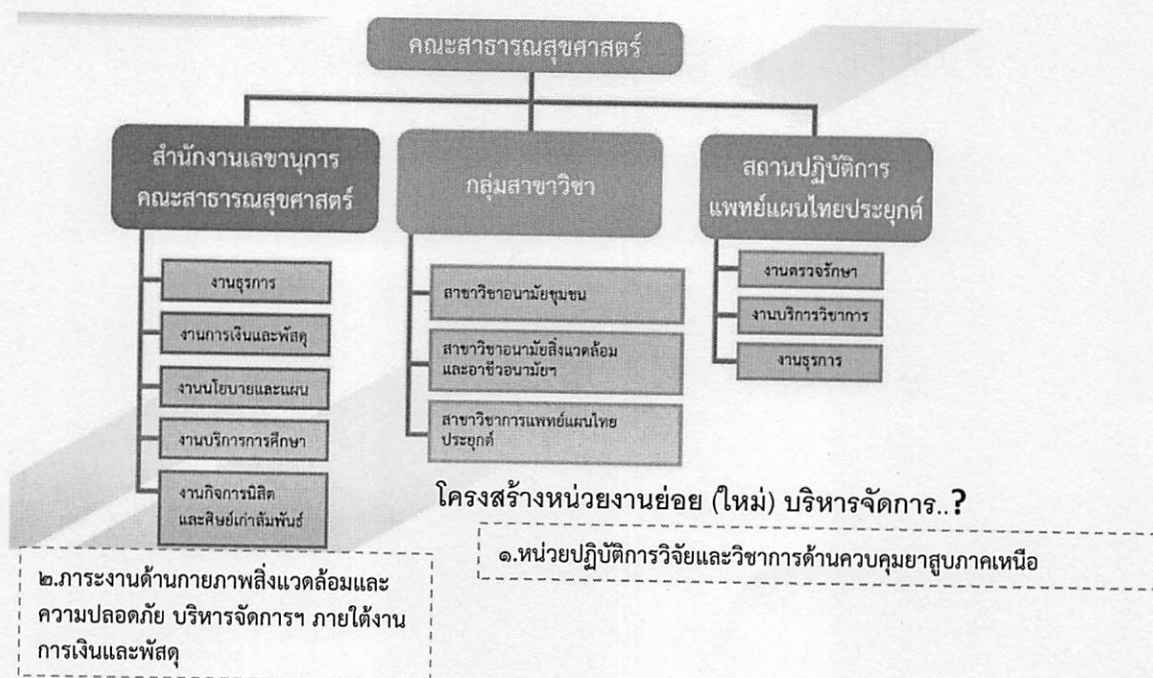 คณะสาธารณสุขศาสตร์
สำนักงานเลขานุการ
คณะสาธารณสุขศาสตร์
งานธุรการ
งานการเงินและพัสดุ
งานนโยบายและแผน
งานบริการการศึกษา
งานกิจการนิสิต
และศิษย์เก่าสัมพันธ์
กลุ่มสาขาวิชา
สาขาวิชาอนามัยชุมชน
สาขาวิชาอนามัยสิ่งแวดล้อม
และอาชีวอนามัยฯ
สาขาวิชาการแพทย์แผนไทย
ประยุกต์
สถานปฏิบัติการ
แพทย์แผนไทยประยุกต์
งานตรวจรักษา
งานบริการวิชาการ
งานธุรการ
โครงสร้างหน่วยงานย่อย (ใหม่) บริหารจัดการ..?
๑.หน่วยปฏิบัติการวิจัยและวิชาการด้านควบคุมยาสูบภาคเหนือ
๒.ภาระงานด้านกายภาพสิ่งแวดล้อมและ
ความปลอดภัย บริหารจัดการฯ ภายใต้งาน
การเงินและพัสดุ